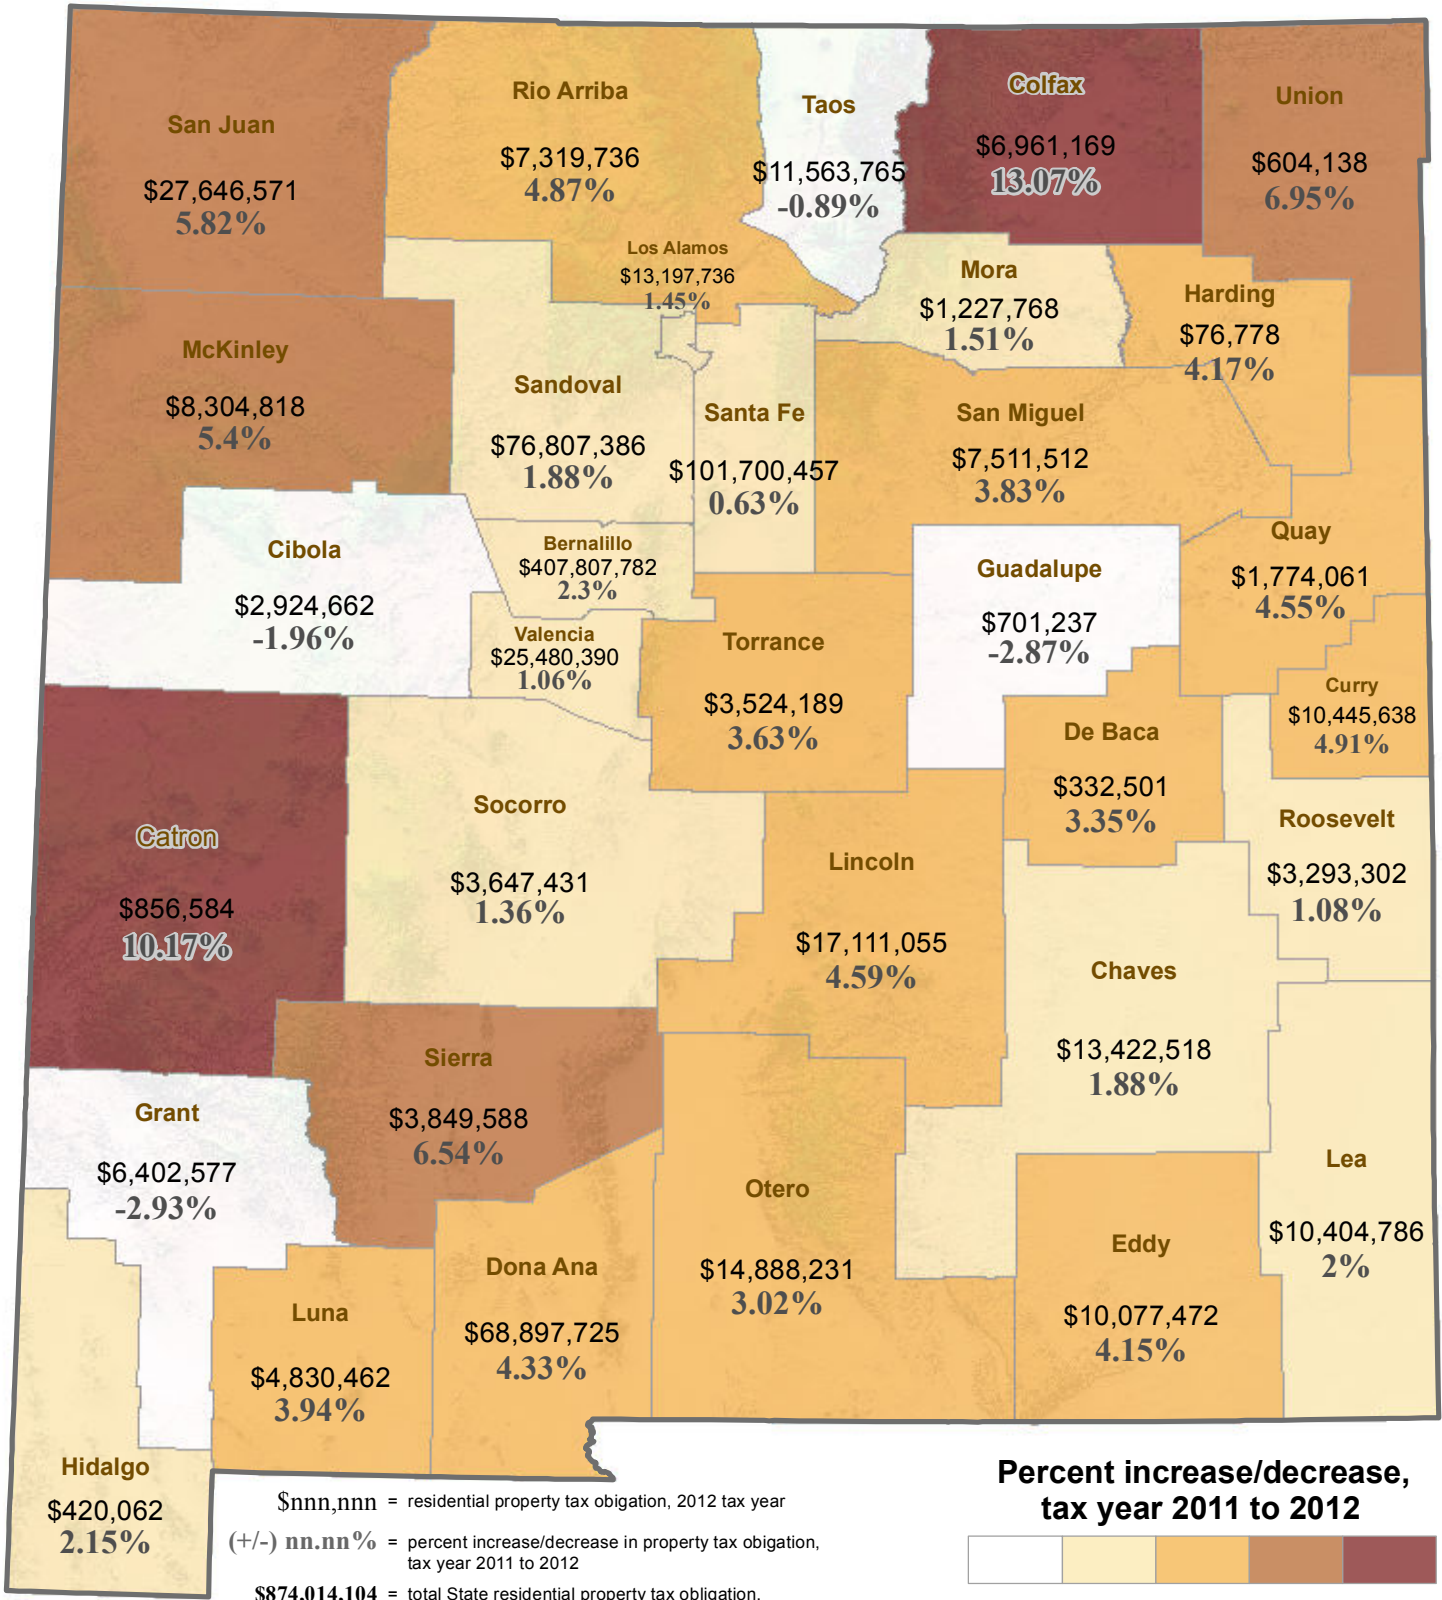 San Juan
$27,646,571
5.82%
Rio Arriba
$7,319,736
4.87%
Taos
$11,563,765
-0.89%
Colfax
$6,961,169
13.07%
Union
$604,138
6.95%
Los Alamos
$13,197,736
1.45%
Mora
$1,227,768
1.51%
Harding
$76,778
4.17%
McKinley
$8,304,818
5.4%
Sandoval
$76,807,386
1.88%
Santa Fe
$101,700,457
0.63%
San Miguel
$7,511,512
3.83%
Quay
$1,774,061
4.55%
Cibola
$2,924,662
-1.96%
Bernalillo
$407,807,782
2.3%
Guadalupe
$701,237
-2.87%
Valencia
$25,480,390
1.06%
Torrance
$3,524,189
3.63%
Curry
$10,445,638
4.91%
De Baca
$332,501
3.35%
Catron
$856,584
10.17%
Socorro
$3,647,431
1.36%
Lincoln
$17,111,055
4.59%
Roosevelt
$3,293,302
1.08%
Chaves
$13,422,518
1.88%
Sierra
$3,849,588
6.54%
Grant
$6,402,577
-2.93%
Otero
$14,888,231
3.02%
Lea
$10,404,786
2%
Eddy
$10,077,472
4.15%
Dona Ana
$68,897,725
4.33%
Luna
$4,830,462
3.94%
Hidalgo
$420,062
2.15%
$nnn,nnn = residential property tax obigation, 2012 tax year
(+/-) nn.nn% = percent increase/decrease in property tax obigation,
tax year 2011 to 2012
$874,014,104 = total State residential property tax obligation,
Percent increase/decrease,
tax year 2011 to 2012